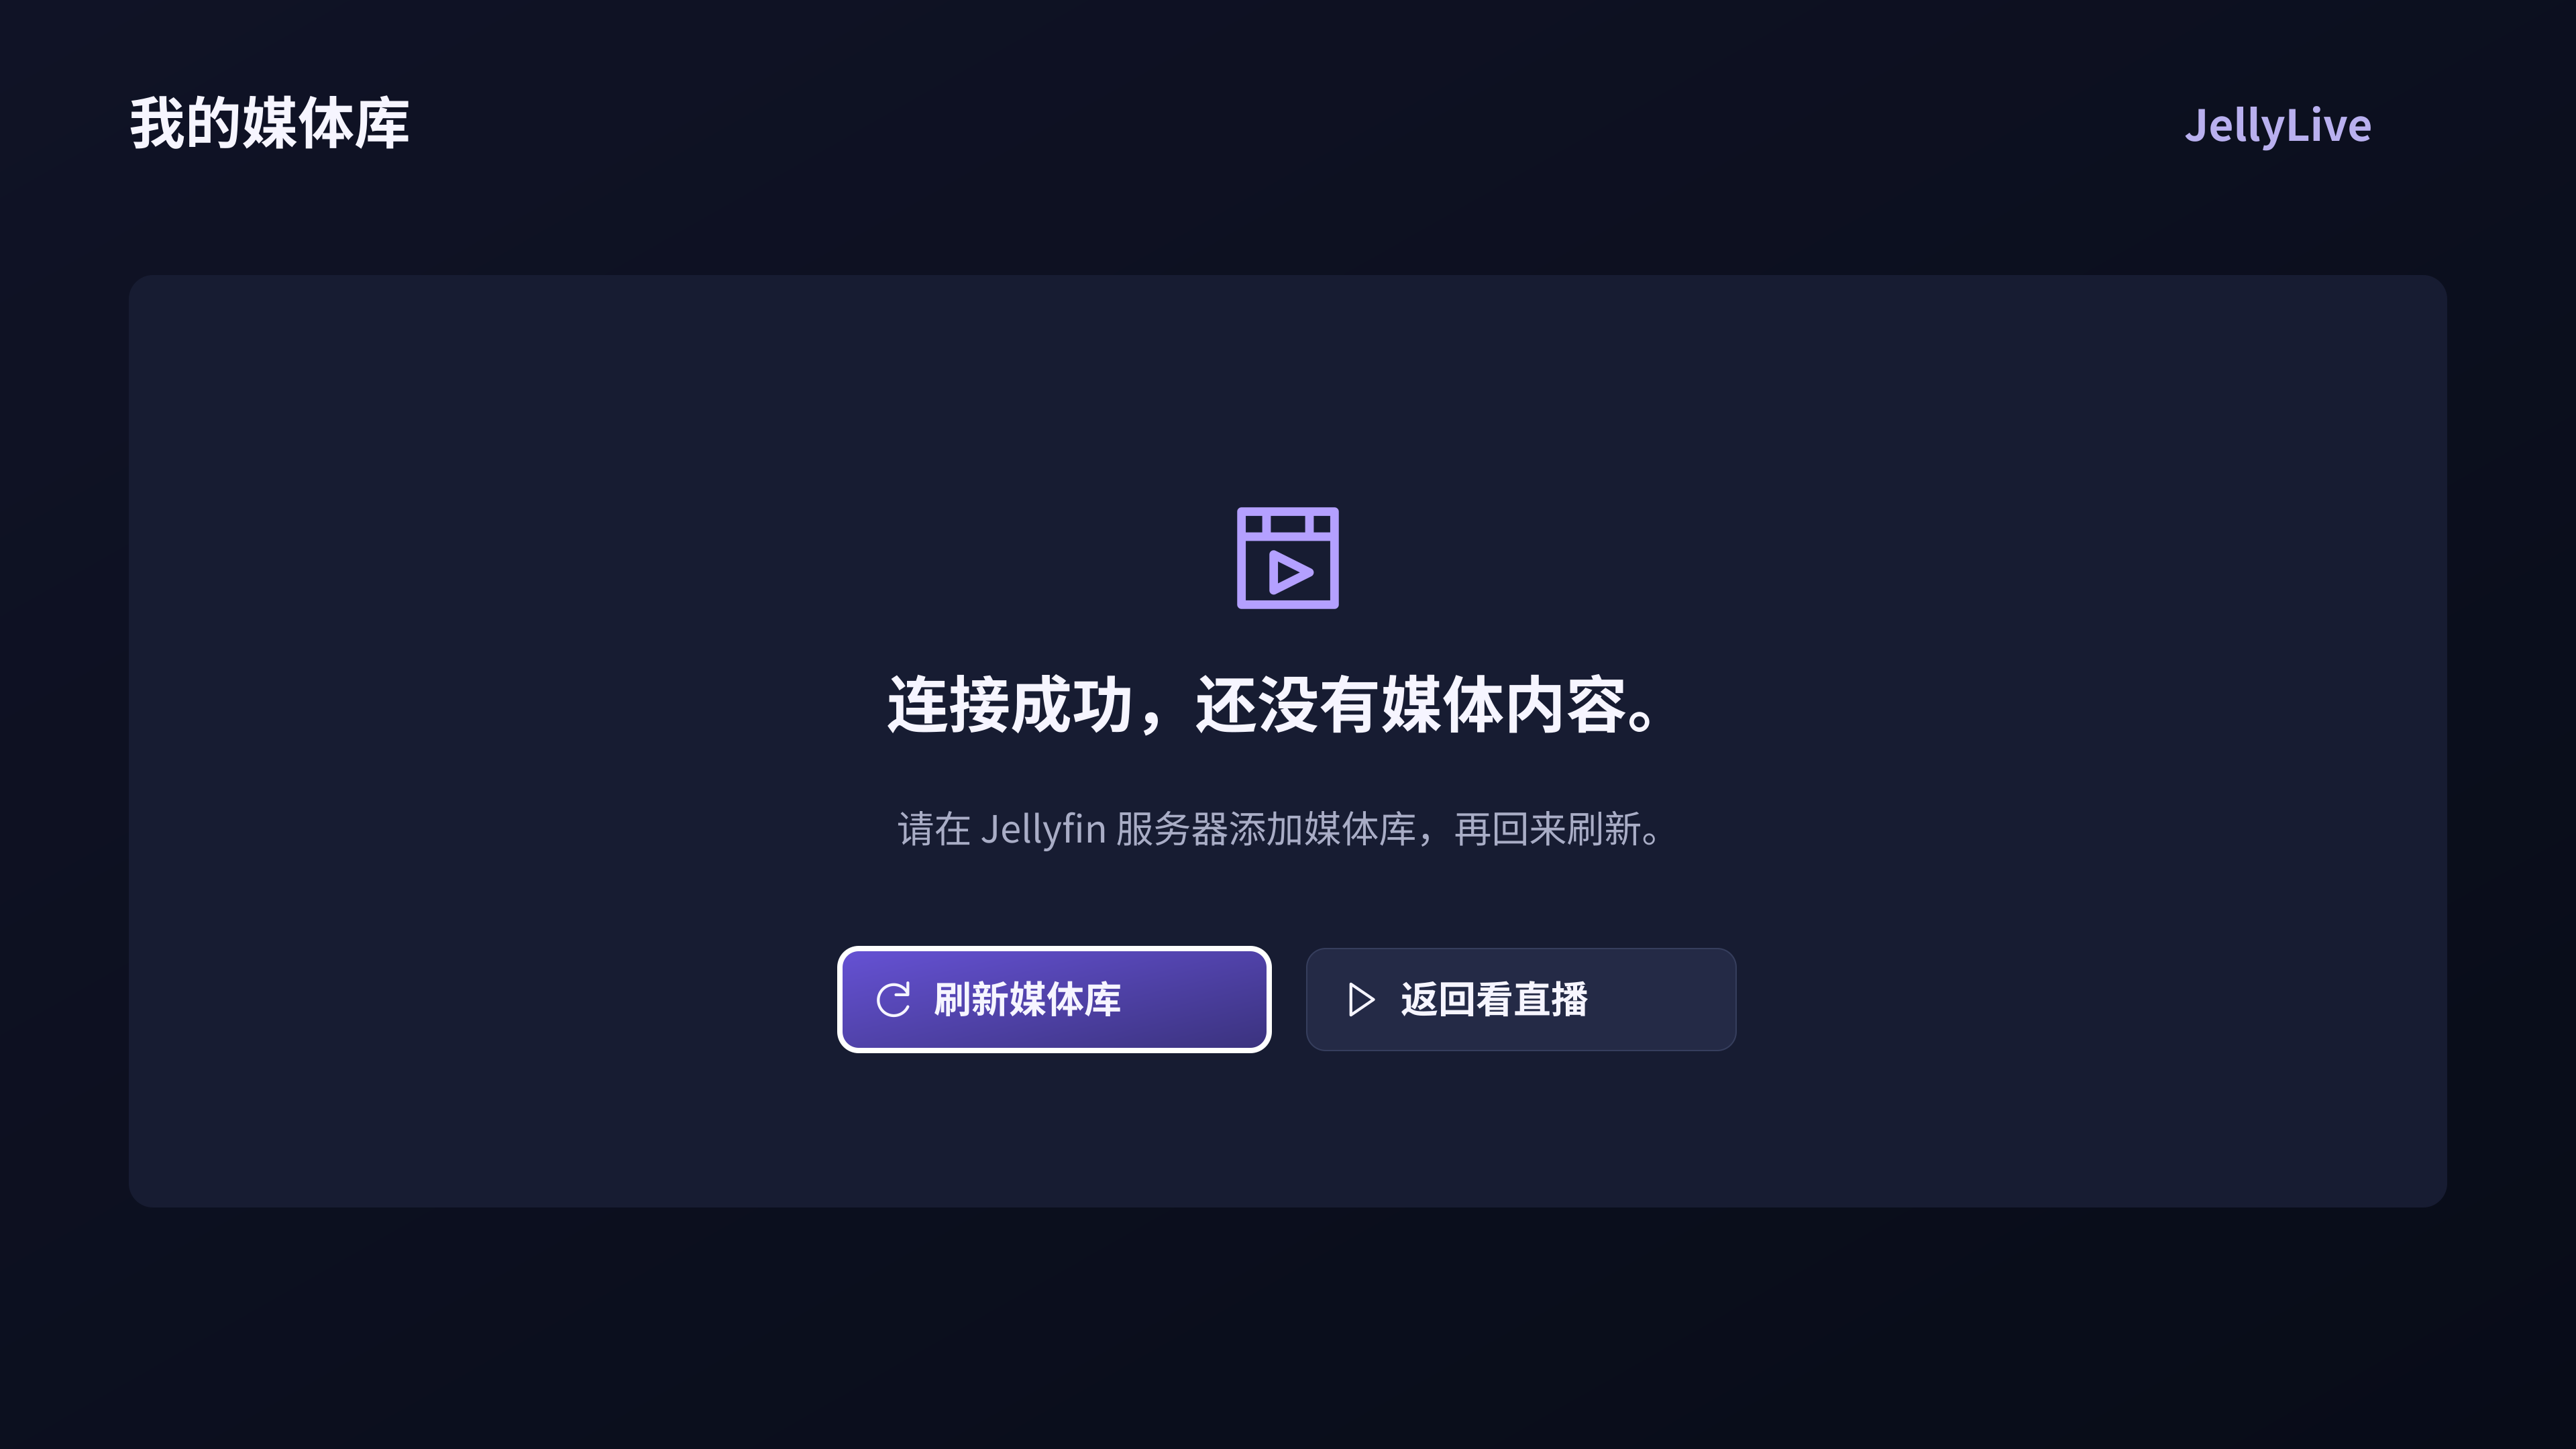 我的媒体库
JellyLive
连接成功，还没有媒体内容。
请在 Jellyfin 服务器添加媒体库，再回来刷新。
刷新媒体库
返回看直播